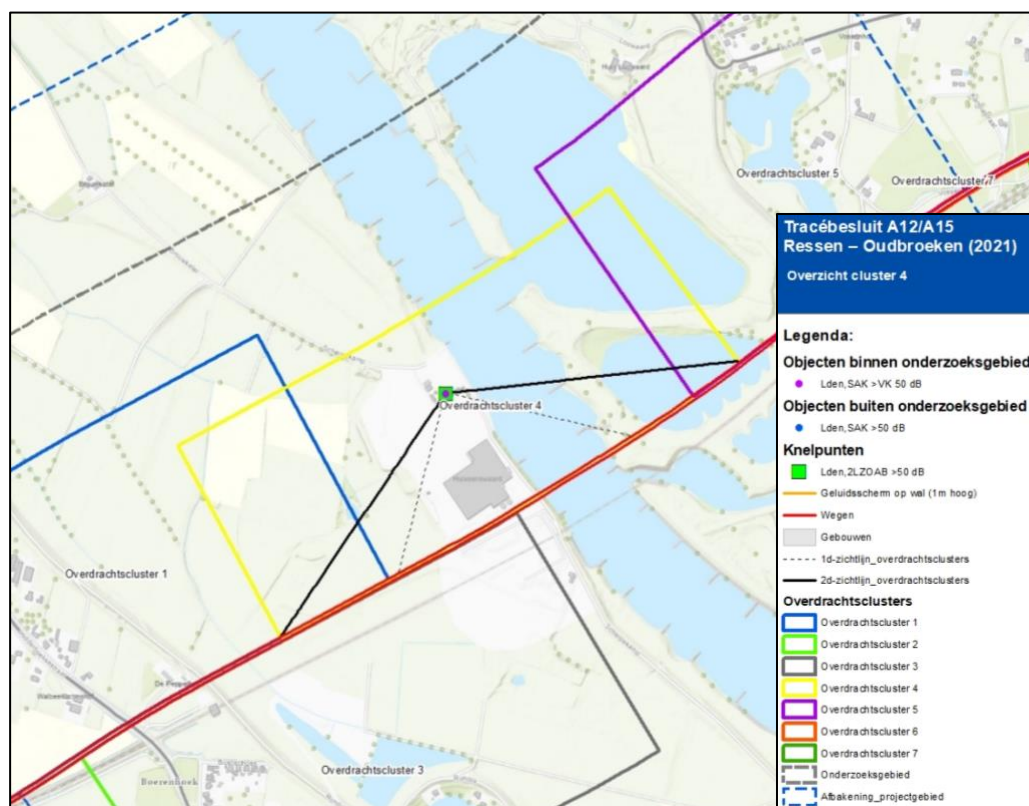 Overdrachtscluster 5
Overdrachtscluster 7
Overdrachtscluster 4
Overdrachtscluster 1
De Pas
Boerenhoek
Overdrachtscluster 3
Tracébesluit A12/A15
Ressen – Oudbroeken (2021)
Overzicht cluster 4
Legenda:
Objecten binnen onderzoeksgebied
Lden,SAK >VK 50 dB
Objecten buiten onderzoeksgebied
Lden,SAK >50 dB
Knelpunten
Lden,2LZOAB >50 dB
Geluidsscherm op wal (1m hoog)
Wegen
Gebouwen
1d-zichtlijn_overdrachtsclusters
2d-zichtlijn_overdrachtsclusters
Overdrachtsclusters
Overdrachtscluster 1
Overdrachtscluster 2
Overdrachtscluster 3
Overdrachtscluster 4
Overdrachtscluster 5
Overdrachtscluster 6
Overdrachtscluster 7
Onderzoeksgebied
Afbakening_projectgebied